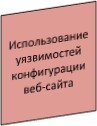 Использование
уязвимостей
конфигурации
веб-сайта